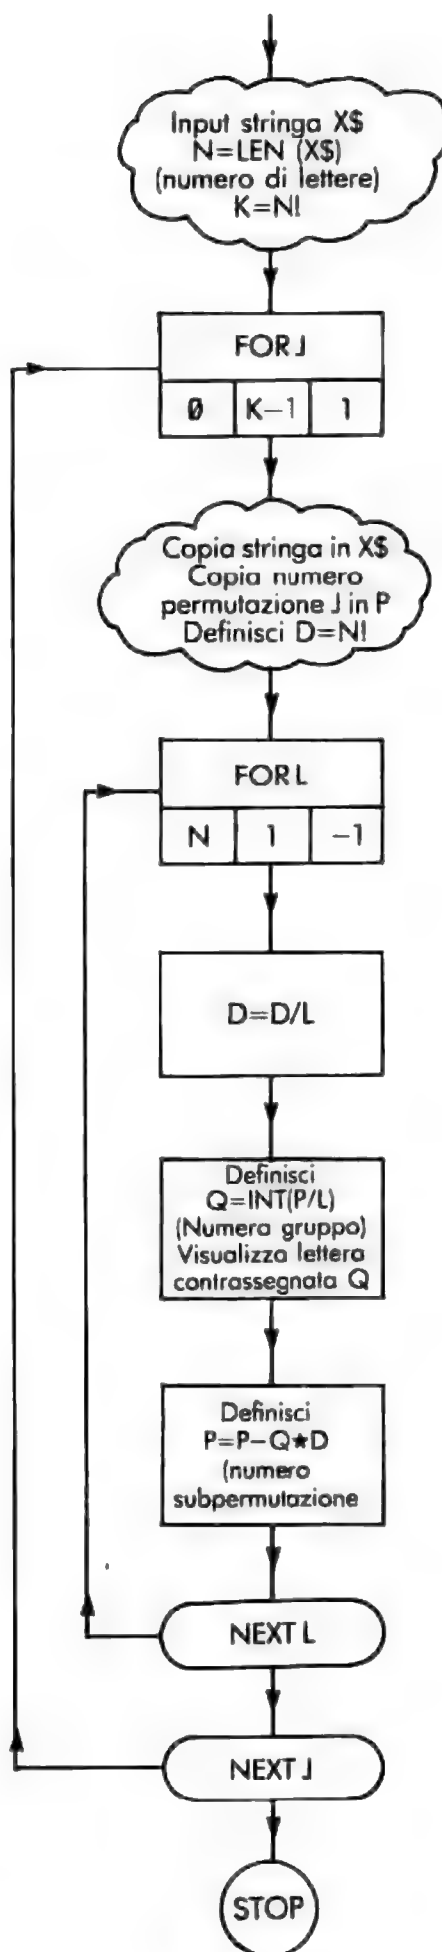 Input stringa X$
N=LEN (X$)
(numero di lettere)
K=N!
FOR J
0 K-1 1
Copia stringa in X$
Copia numero
permutazione J in P
Definisci D=N!
FOR L
N 1 -1
D=D/L
Definisci
Q=INT(P/L)
(Numera gruppo)
Visualizza lettera
contrassegnata Q
Definisci
P=P-Q★D
(numero
subpermutazione
NEXT L
NEXT J
STOP